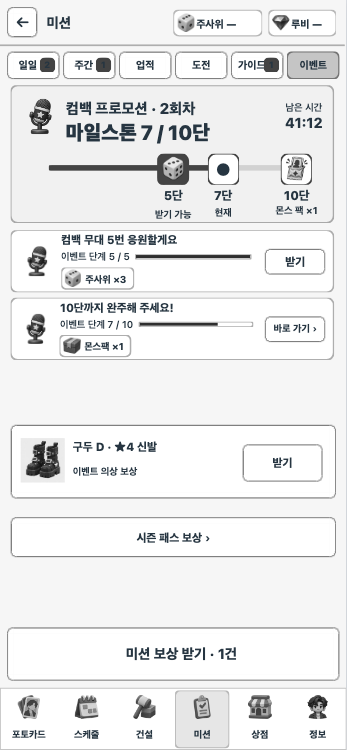 미션
주사위 —
루비 —
일일
주간
업적
도전
가이드
이벤트
컴백 프로모션 · 2회차
마일스톤 7 / 10단
남은 시간
41:12
5단
받기 가능
7단
현재
10단
몬스 팩 ×1
컴백 무대 5번 응원할게요
이벤트 단계 5 / 5
주사위 ×3
받기
10단까지 완주해 주세요!
이벤트 단계 7 / 10
몬스팩 ×1
바로 가기 ›
구두 D · ★4 신발
이벤트 의상 보상
받기
시즌 패스 보상 ›
미션 보상 받기 · 1건
포토카드
스케줄
건설
미션
상점
정보